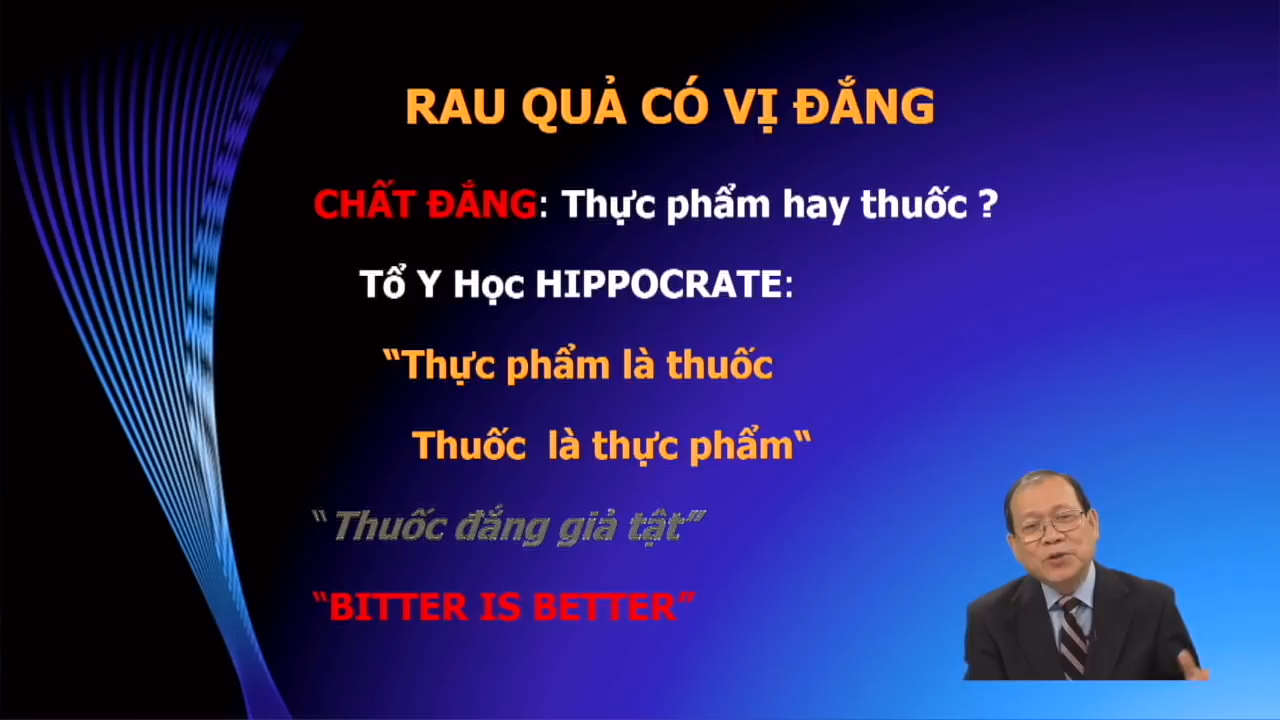 RAU QUẢ CÓ VỊ ĐẮNG
CHẤT ĐẮNG: Thực phẩm hay thuốc ?
Tổ Y Học HIPPOCRATE:
“Thực phẩm là thuốc
Thuốc là thực phẩm“
“Thuốc đắng giả tật”
“BITTER IS BETTER”